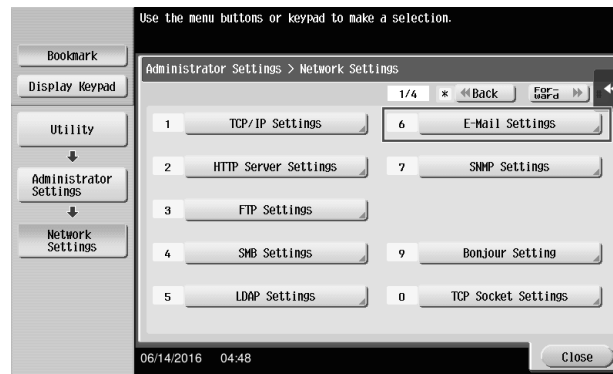 Use the menu buttons or keypad to make a selection.
Bookmark
Display Keypad
Utility
Administrator
Settings
Network
Settings
Administrator Settings > Network Settings
1/4 * Back For-
ward
1 TCP/IP Settings
6 E-Mail Settings
2 HTTP Server Settings
7 SNMP Settings
3 FTP Settings
4 SMB Settings
9 Bonjour Setting
5 LDAP Settings
0 TCP Socket Settings
06/14/2016 04:48
Close